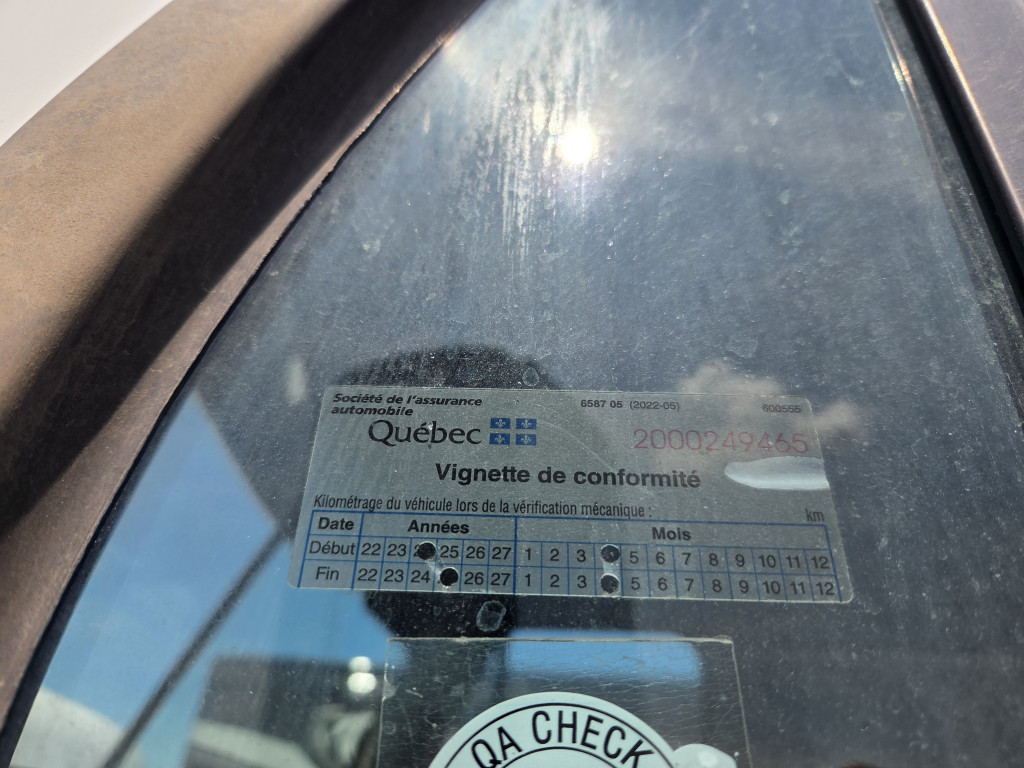 Société de l'assurance
automobile
6587 05 (2022-05)
600555
Québec
2000249465
Vignette de conformité
Kilométrage du véhicule lors de la vérification mécanique :
km
Date Années Mois
Début 22 23 25 26 27 1 2 3 5 6 7 8 9 10 11 12
Fin 22 23 24 26 27 1 2 3 5 6 7 8 9 10 11 12
QA CHECK